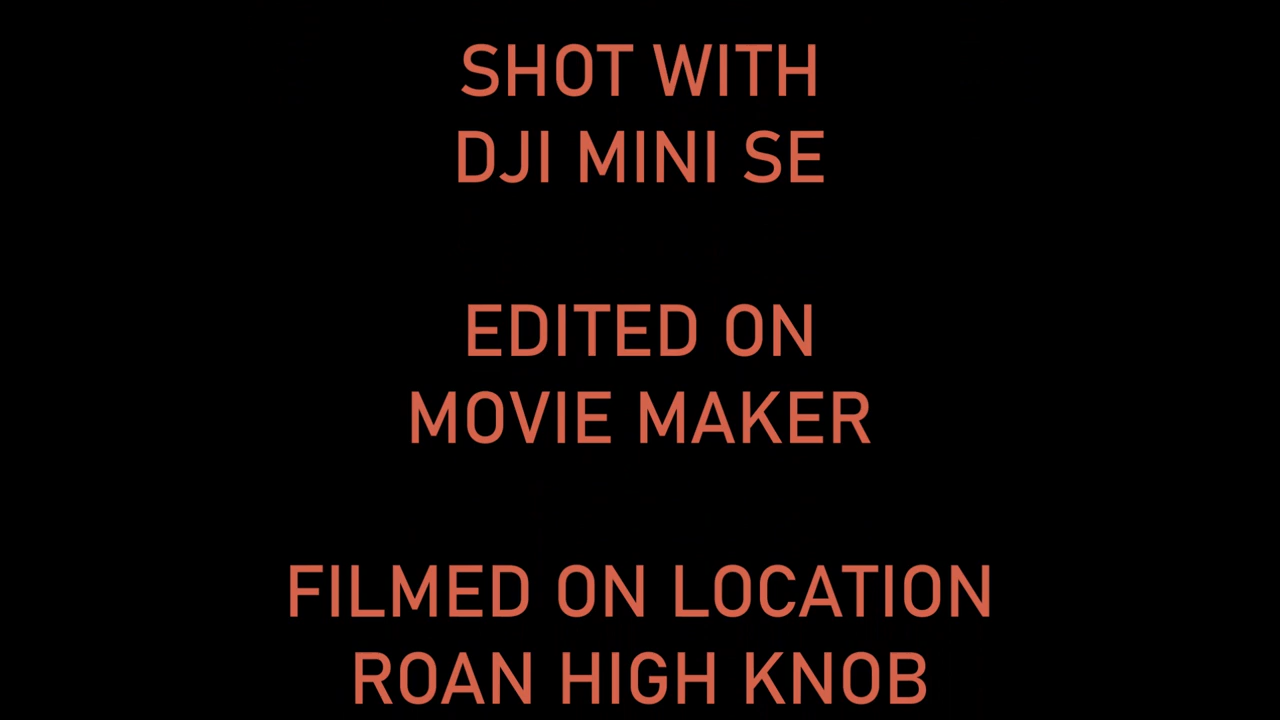 SHOT WITH
DJI MINI SE
EDITED ON
MOVIE MAKER
FILMED ON LOCATION
ROAN HIGH KNOB